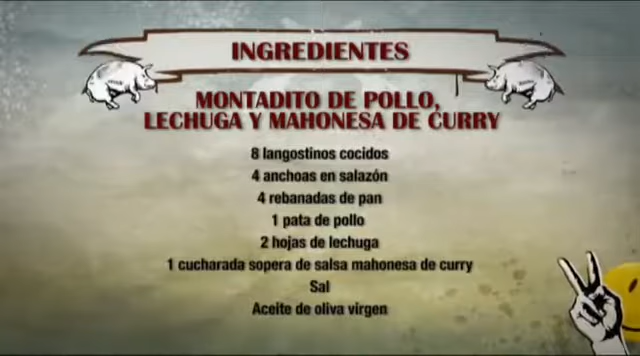 INGREDIENTES
MONTADITO DE POLLO,
LECHUGA Y MAHONESA DE CURRY
8 langostinos cocidos
4 anchoas en salazón
4 rebanadas de pan
1 pata de pollo
2 hojas de lechuga
1 cucharada sopera de salsa mahonesa de curry
Sal
Aceite de oliva virgen